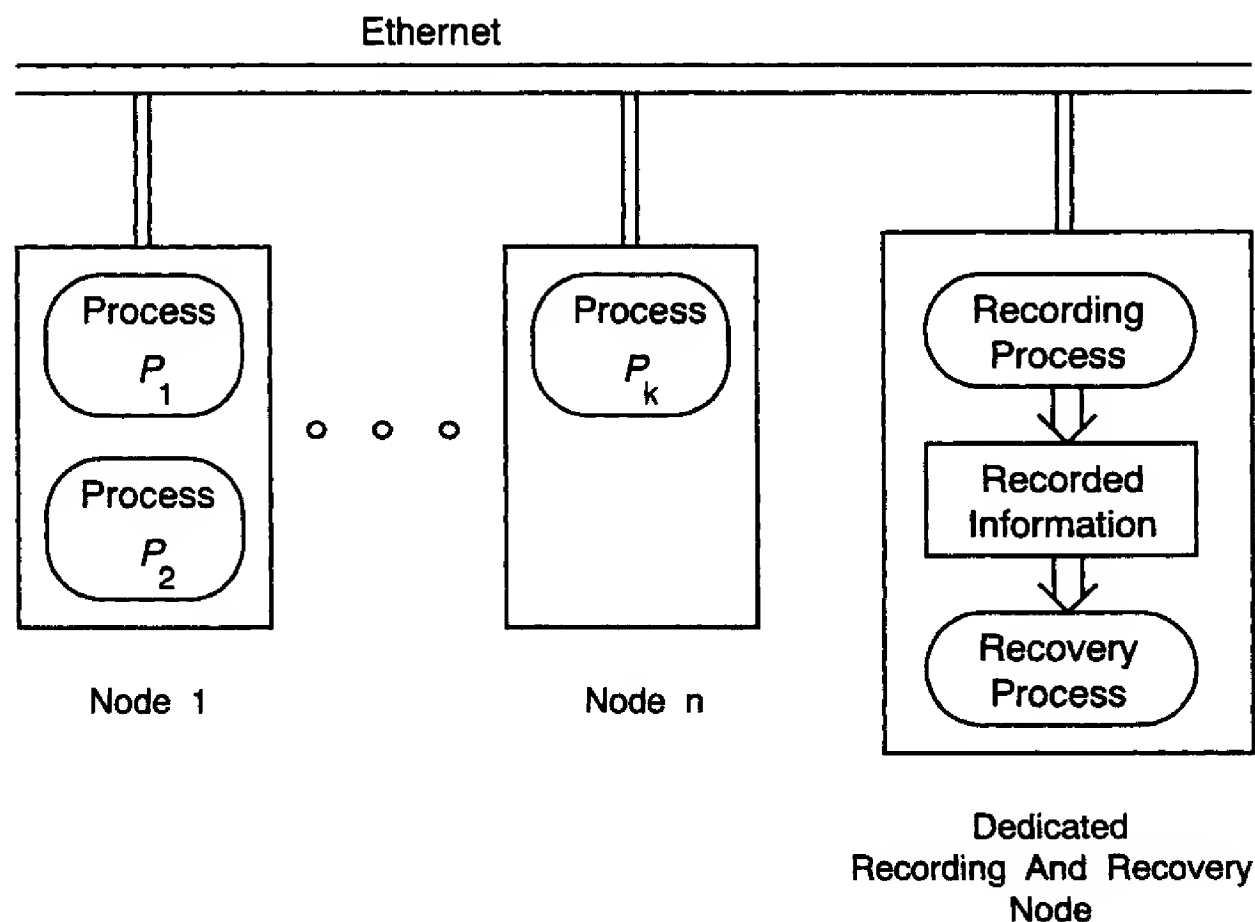 Ethernet
Process
P1
Process
P2
Process
Pk
Recording
Process
Recorded
Information
Recovery
Process
Node 1
Node n
Dedicated
Recording And Recovery
Node